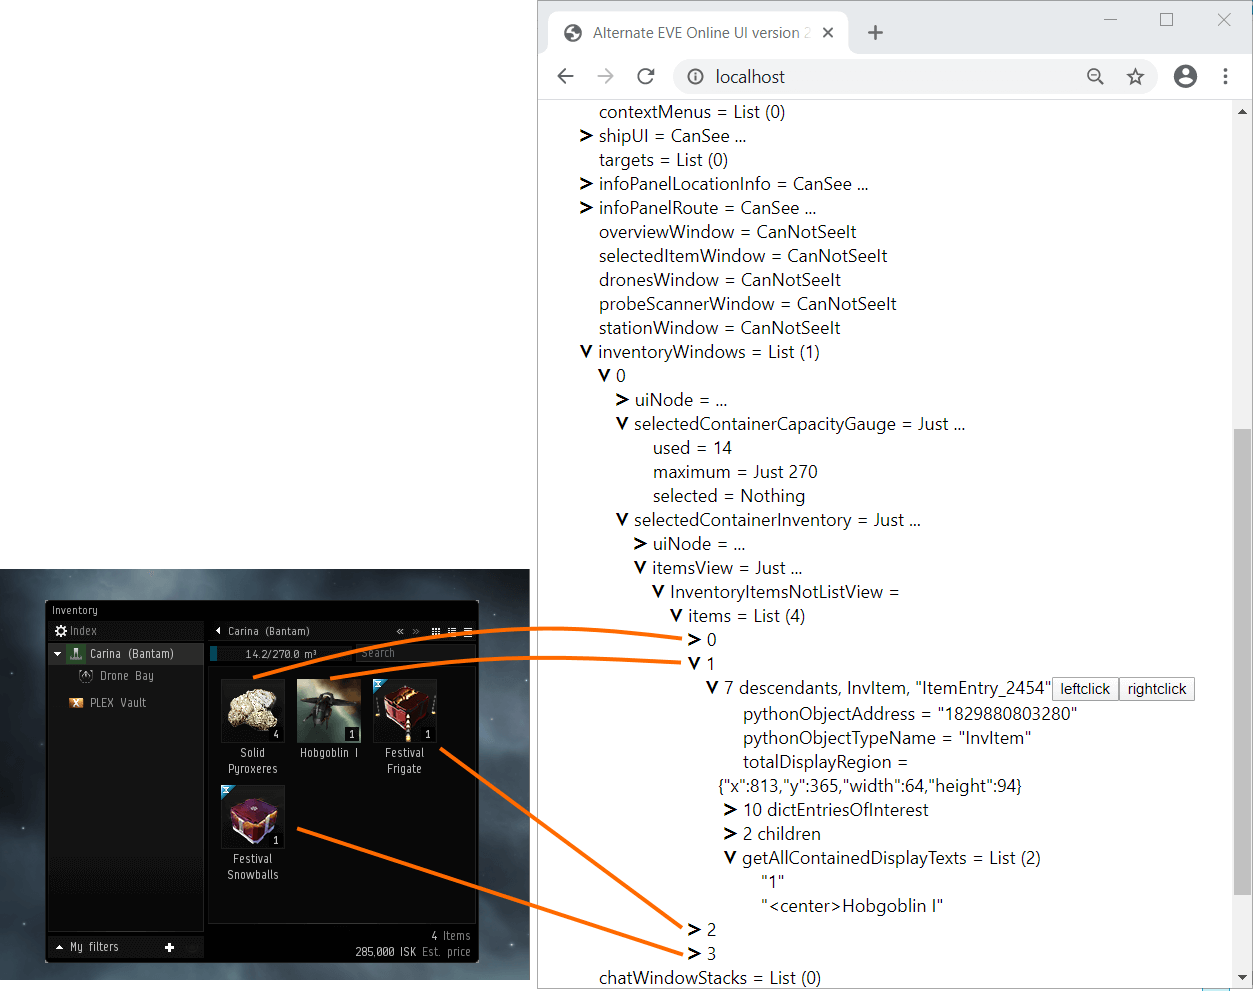 Alternate EVE Online UI version 2
localhost
contextMenus = List (0)
shipUI = CanSee ...
targets = List (0)
infoPanelLocationInfo = CanSee ...
infoPanelRoute = CanSee ...
overviewWindow = CanNotSeeIt
selectedItemWindow = CanNotSeeIt
dronesWindow = CanNotSeeIt
probeScannerWindow = CanNotSeeIt
stationWindow = CanNotSeeIt
inventoryWindows = List (1)
0
uiNode = ...
selectedContainerCapacityGauge = Just ...
used = 14
maximum = Just 270
selected = Nothing
selectedContainerInventory = Just ...
uiNode = ...
itemsView = Just ...
InventoryItemsNotListView =
items = List (4)
0
1
7 descendants, InvItem, "ItemEntry_2454" leftclick rightclick
pythonObjectAddress = "1829880803280"
pythonObjectTypeName = "InvItem"
totalDisplayRegion =
{"x":813,"y":365,"width":64,"height":94}
10 dictEntriesOfInterest
2 children
getAllContainedDisplayTexts = List (2)
"1"
"<center>Hobgoblin I"
2
3
chatWindowStacks = List (0)
Inventory
Index
Carina (Bantam)
Drone Bay
PLEX Vault
My filters
Carina (Bantam)
14.2/270.0 m³
Search
4
Solid
Pyroxeres
1
Hobgoblin I
1
Festival
Frigate
1
Festival
Snowballs
4 Items
285,000 ISK Est. price